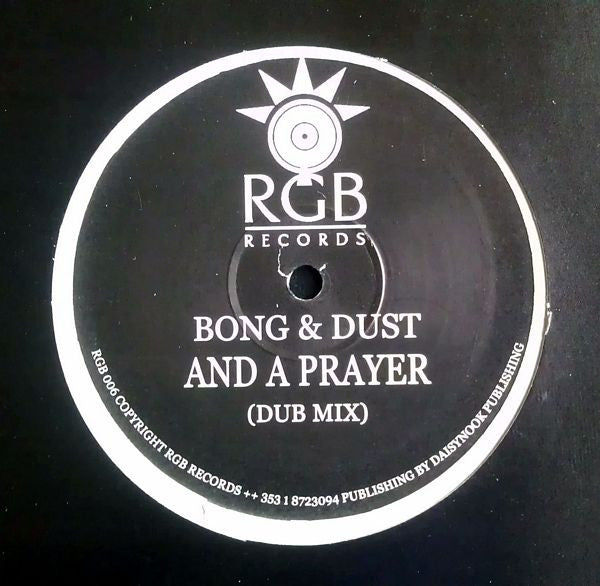 RGB
RECORDS
BONG & DUST
AND A PRAYER
(DUB MIX)
RGB 006 COPYRIGHT RGB RECORDS ++ 353 1 8723094 PUBLISHING BY DAISYNOOK PUBLISHING